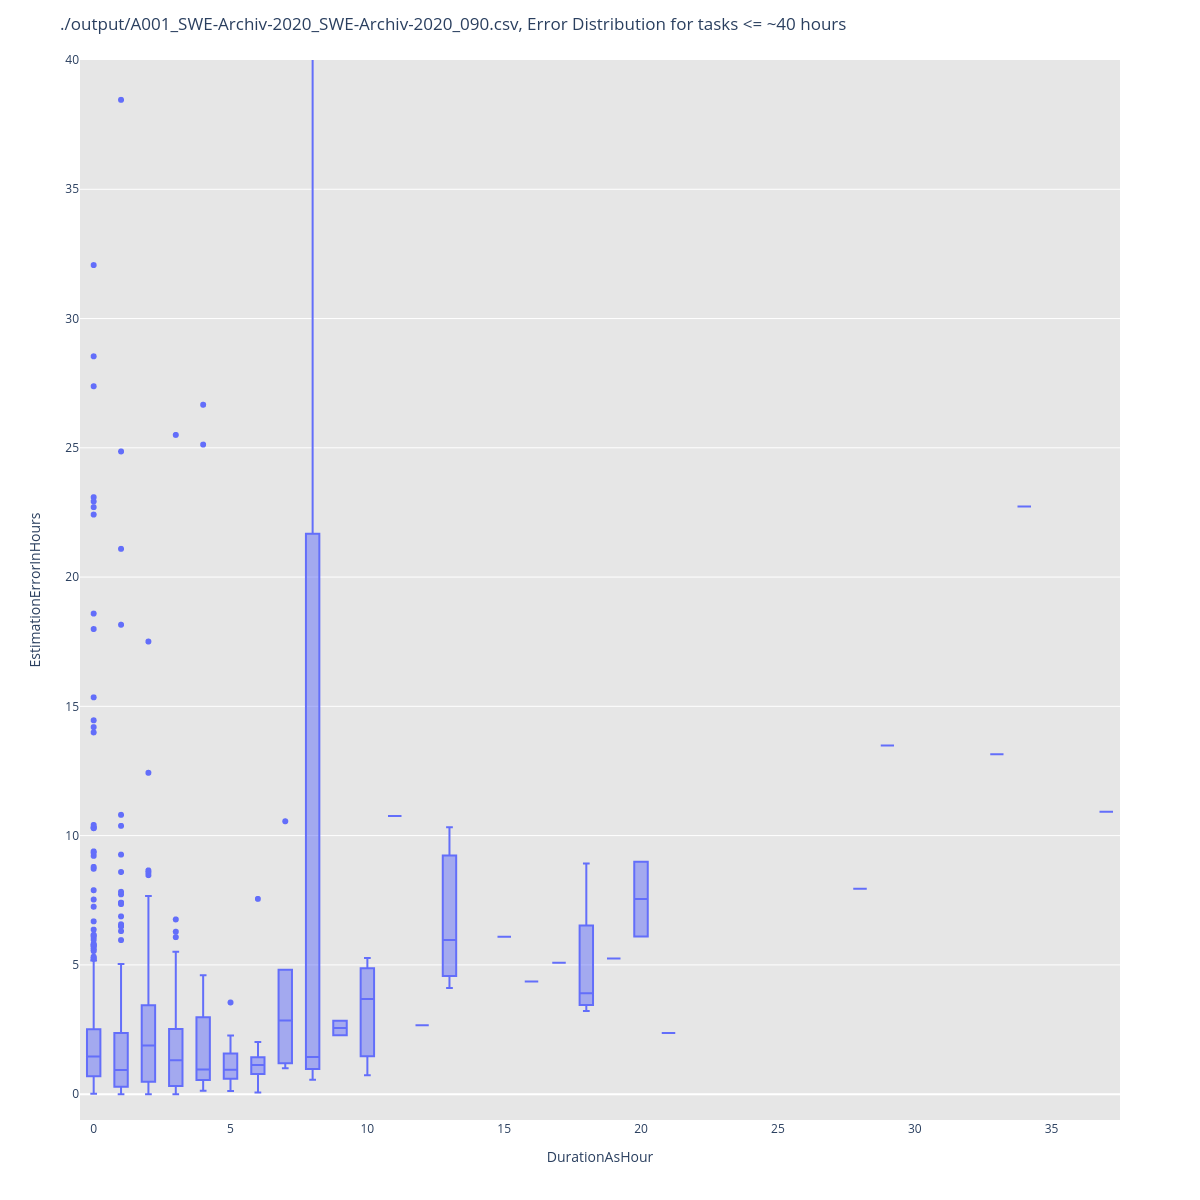 ./output/A001_SWE-Archiv-2020_SWE-Archiv-2020_090.csv, Error Distribution for tasks <= ~40 hours
40
35
30
25
20
15
10
5
0
EstimationErrorInHours
0 5 10 15 20 25 30 35
DurationAsHour